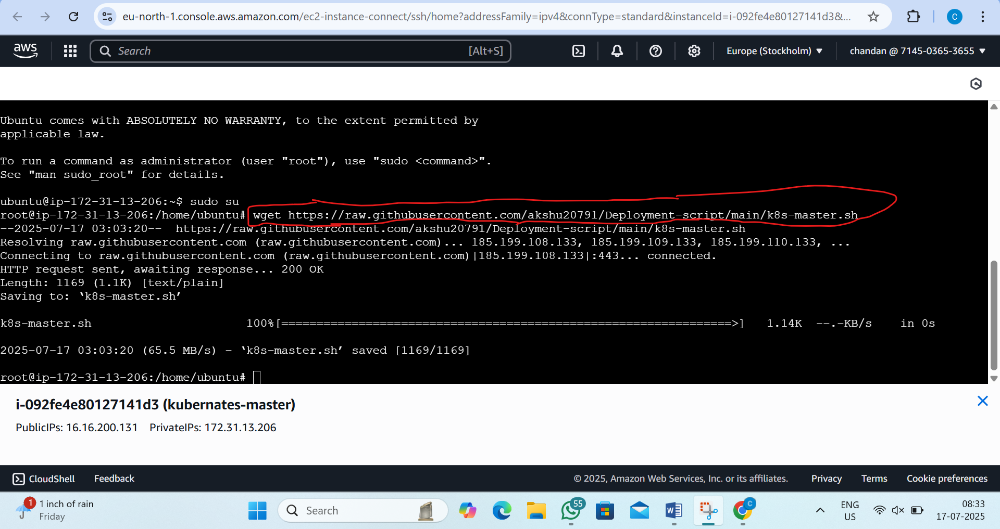 eu-north-1.console.aws.amazon.com/ec2-instance-connect/ssh/home?addressFamily=ipv4&connType=standard&instanceId=i-092fe4e80127141d3&...
C
aws
Search
[Alt+S]
Europe (Stockholm)
chandan @ 7145-0365-3655
Ubuntu comes with ABSOLUTELY NO WARRANTY, to the extent permitted by
applicable law.
To run a command as administrator (user "root"), use "sudo <command>".
See "man sudo_root" for details.
ubuntu@ip-172-31-13-206:~$ sudo su
root@ip-172-31-13-206:/home/ubuntu# wget https://raw.githubusercontent.com/akshu20791/Deployment-script/main/k8s-master.sh
--2025-07-17 03:03:20--  https://raw.githubusercontent.com/akshu20791/Deployment-script/main/k8s-master.sh
Resolving raw.githubusercontent.com (raw.githubusercontent.com)... 185.199.108.133, 185.199.109.133, 185.199.110.133, ...
Connecting to raw.githubusercontent.com (raw.githubusercontent.com)|185.199.108.133|:443... connected.
HTTP request sent, awaiting response... 200 OK
Length: 1169 (1.1K) [text/plain]
Saving to: ‘k8s-master.sh’
k8s-master.sh 100%[================================================================>] 1.14K --.-KB/s in 0s
2025-07-17 03:03:20 (65.5 MB/s) - ‘k8s-master.sh’ saved [1169/1169]
root@ip-172-31-13-206:/home/ubuntu#
i-092fe4e80127141d3 (kubernates-master)
PublicIPs: 16.16.200.131 PrivateIPs: 172.31.13.206
CloudShell Feedback © 2025, Amazon Web Services, Inc. or its affiliates. Privacy Terms Cookie preferences
1
1 inch of rain
Friday
Search
55
W
C
ENG
US
08:33
17-07-2025